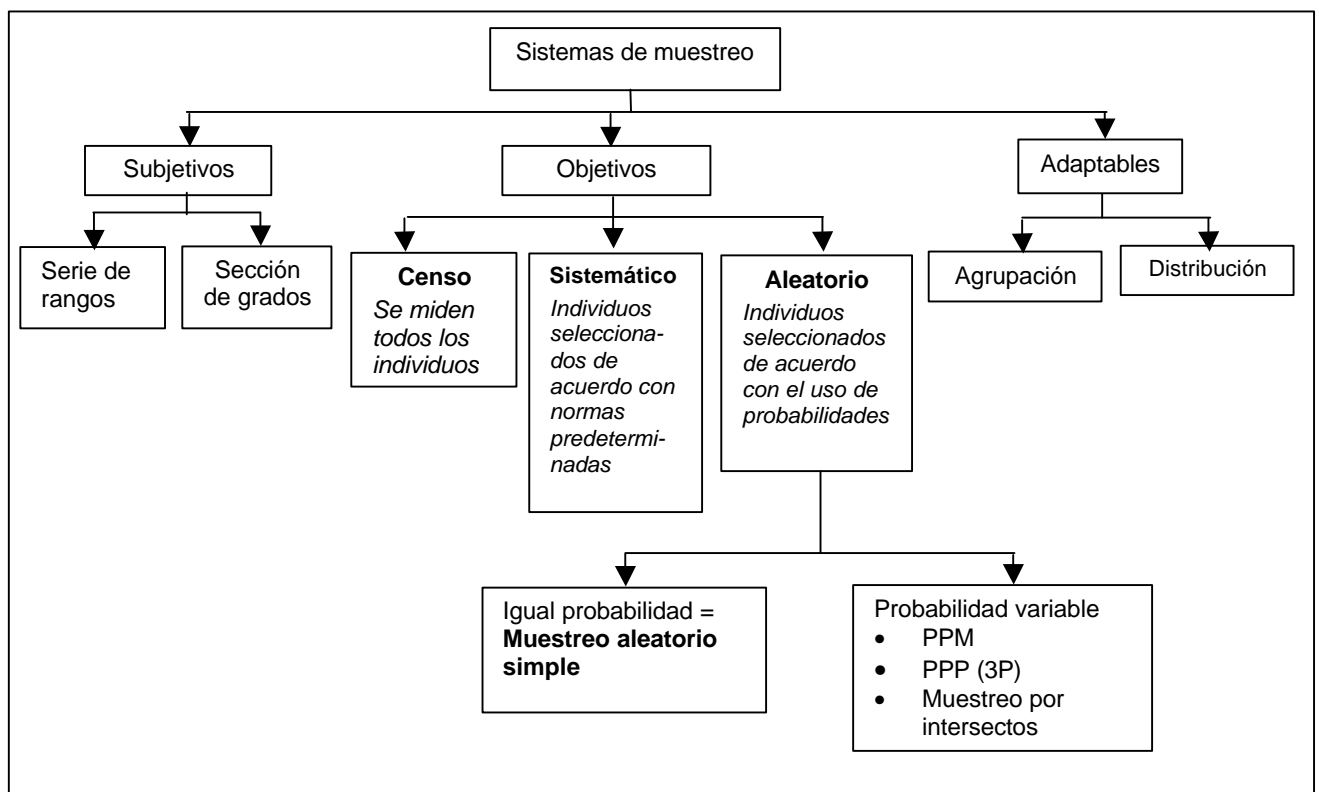 Sistemas de muestreo
Subjetivos
Objetivos
Adaptables
Serie de
rangos
Sección
de grados
Censo
Se miden
todos los
individuos
Sistemático
Individuos
selecciona-
dos de
acuerdo con
normas
predetermi-
nadas
Aleatorio
Individuos
seleccionados
de acuerdo
con el uso de
probabilidades
Agrupación
Distribución
Igual probabilidad =
Muestreo aleatorio
simple
Probabilidad variable
• PPM
• PPP (3P)
• Muestreo por
intersectos